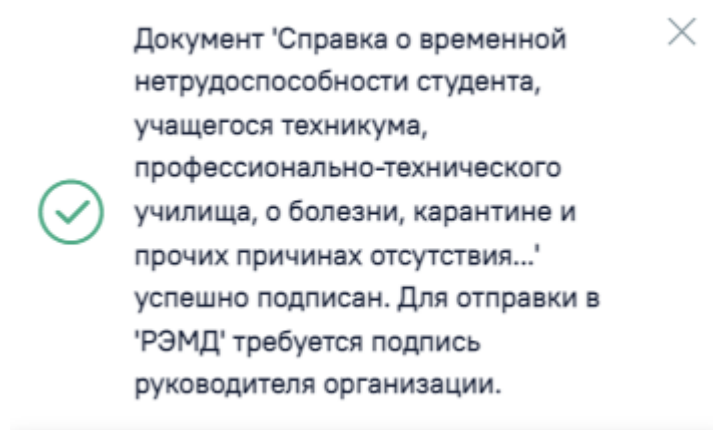 Документ 'Справка о временной
нетрудоспособности студента,
учащегося техникума,
профессионально-технического
училища, о болезни, карантине и
прочих причинах отсутствия...'
успешно подписан. Для отправки в
'РЭМД' требуется подпись
руководителя организации.